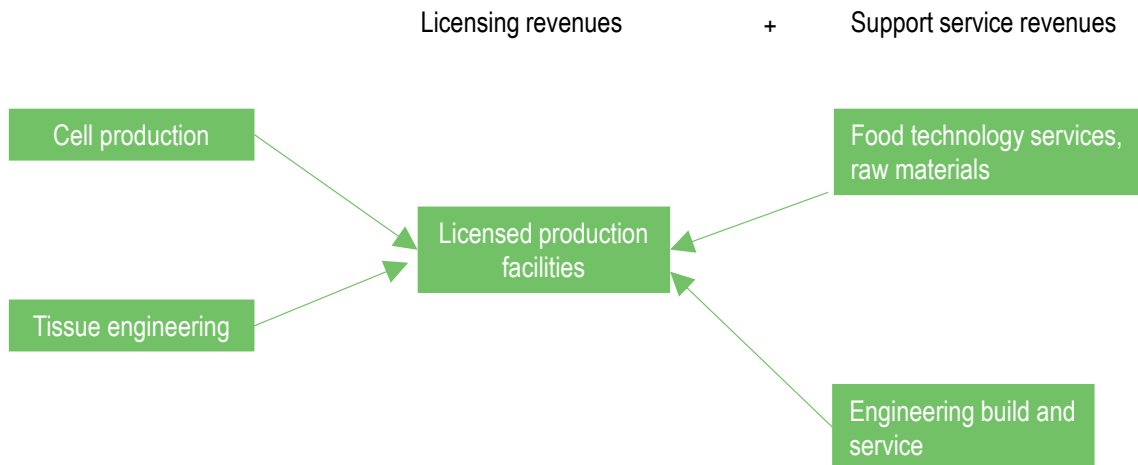 Licensing revenues + Support service revenues
Cell production
Food technology services,
raw materials
Licensed production
facilities
Tissue engineering
Engineering build and
service